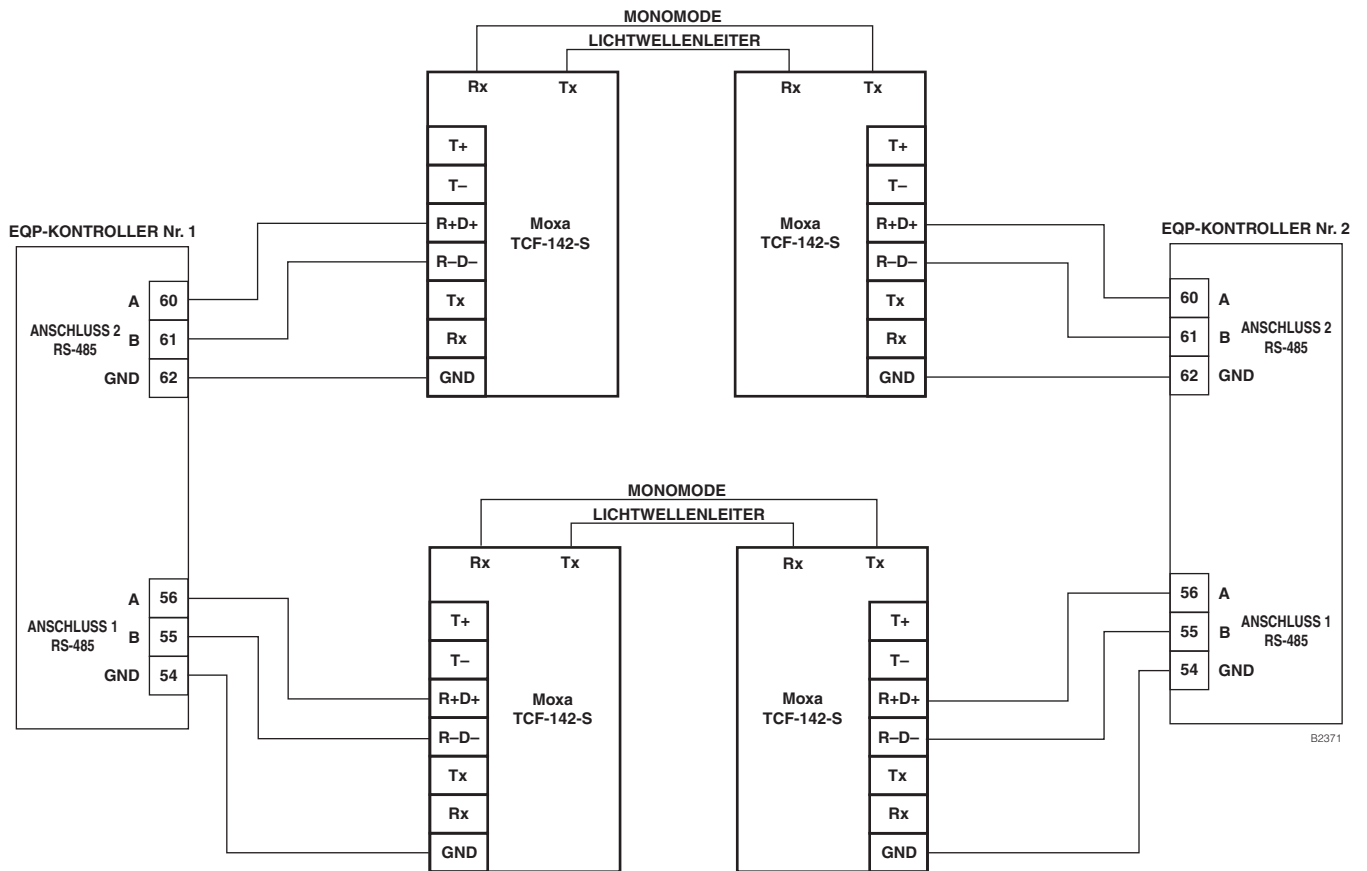 MONOMODE
LICHTWELLENLEITER
Rx Tx
T+
T–
R+D+
R–D–
Tx
Rx
GND
Moxa
TCF-142-S
Rx Tx
T+
T–
R+D+
R–D–
Tx
Rx
GND
Moxa
TCF-142-S
EQP-KONTROLLER Nr. 1
A 60
ANSCHLUSS 2
RS-485
B 61
GND 62
A 56
ANSCHLUSS 1
RS-485
B 55
GND 54
EQP-KONTROLLER Nr. 2
60 A
61 B
ANSCHLUSS 2
RS-485
62 GND
56 A
55 B
ANSCHLUSS 1
RS-485
54 GND
B2371
MONOMODE
LICHTWELLENLEITER
Rx Tx
T+
T–
R+D+
R–D–
Tx
Rx
GND
Moxa
TCF-142-S
Rx Tx
T+
T–
R+D+
R–D–
Tx
Rx
GND
Moxa
TCF-142-S